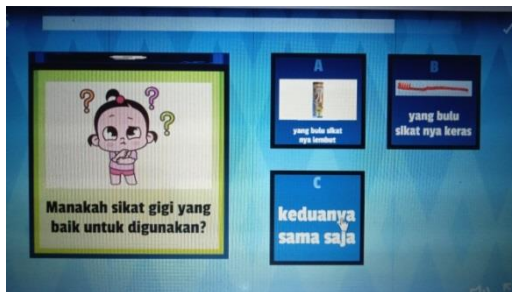 Manakah sikat gigi yang
baik untuk digunakan?
A
yang bulu sikat
nya lembut
B
yang bulu
sikat nya keras
C
keduanya
sama saja